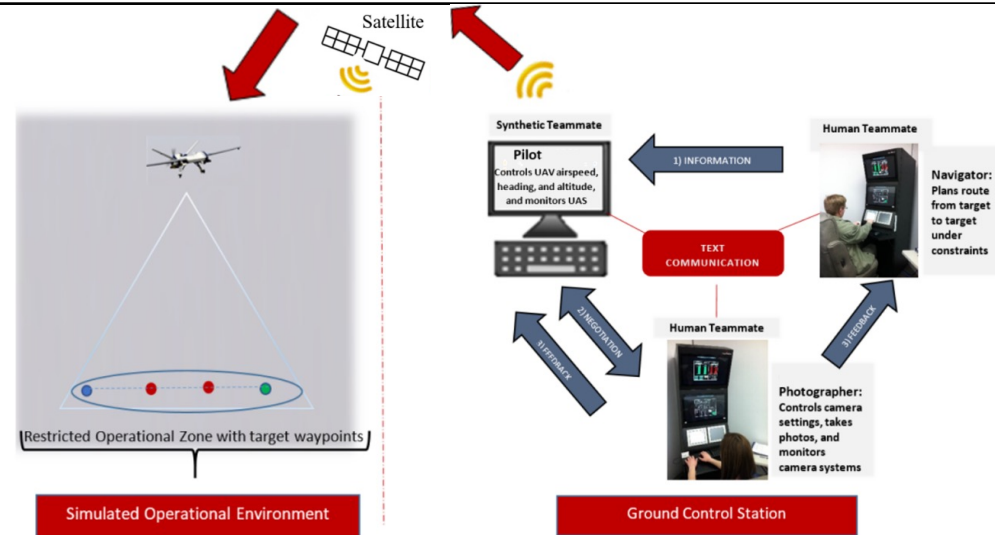 Satellite
Synthetic Teammate
Pilot
Controls UAV airspeed,
heading, and altitude,
and monitors UAS
1) INFORMATION
Human Teammate
Navigator:
Plans route
from target
to target
under
constraints
TEXT
COMMUNICATION
2) NEGOTIATION
3) FEEDBACK
3) FEEDBACK
Human Teammate
Photographer:
Controls camera
settings, takes
photos, and
monitors
camera systems
Restricted Operational Zone with target waypoints
Simulated Operational Environment
Ground Control Station